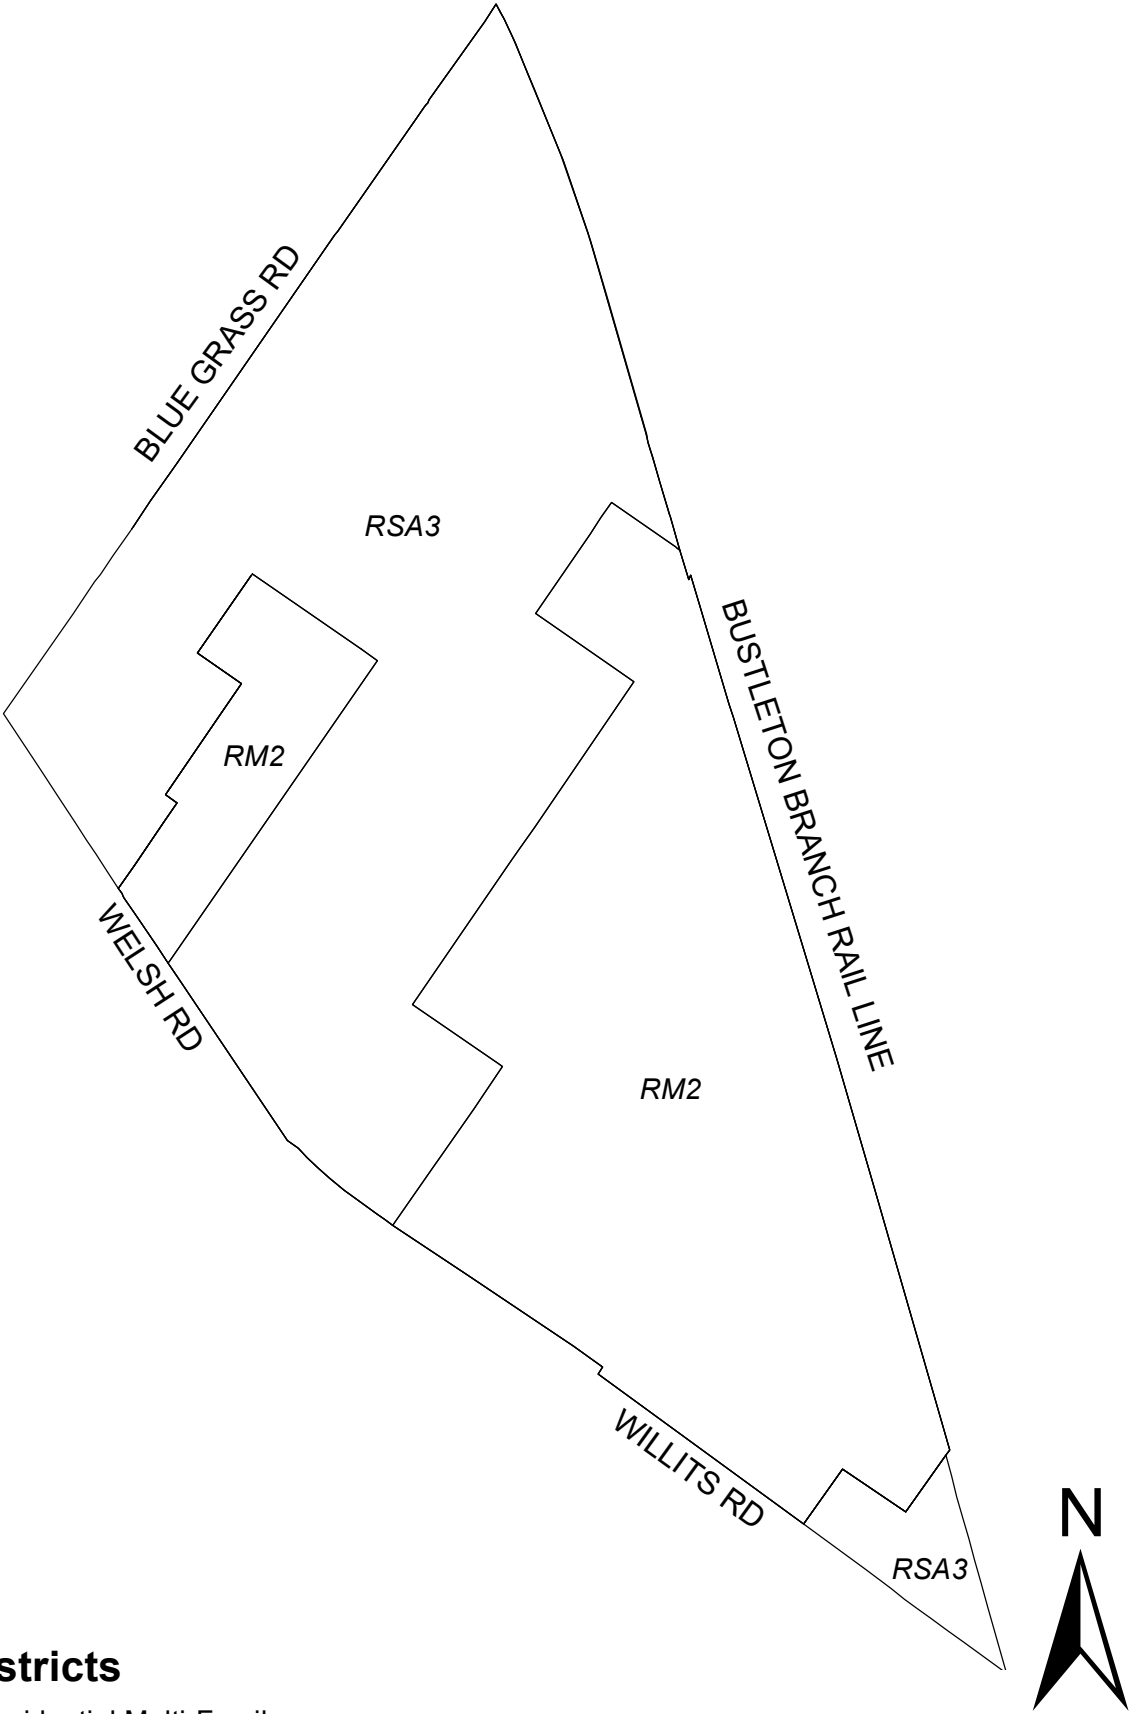 BLUE GRASS RD
RSA3
BUSTLETON BRANCH RAIL LINE
RM2
WELSH RD
RM2
WILLITS RD
N
RSA3
stricts